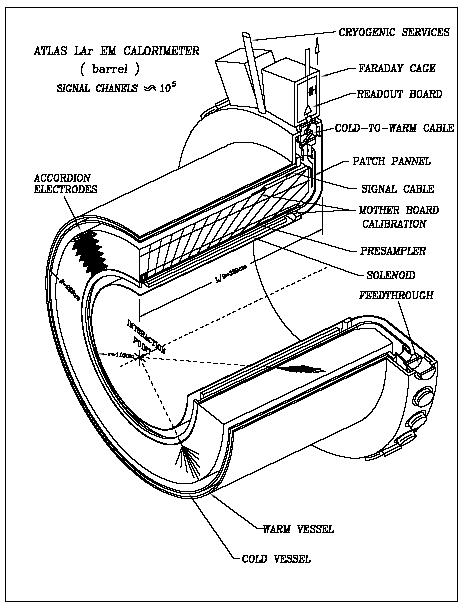 ATLAS LAr EM CALORIMETER
( barrel )
SIGNAL CHANELS ≈ 10⁵
CRYOGENIC SERVICES
FARADAY CAGE
READOUT BOARD
COLD-TO-WARM CABLE
PATCH PANNEL
SIGNAL CABLE
MOTHER BOARD
CALIBRATION
PRESAMPLER
SOLENOID
FEEDTHROUGH
ACCORDION
ELECTRODES
INTERACTION
POINT
WARM VESSEL
COLD VESSEL